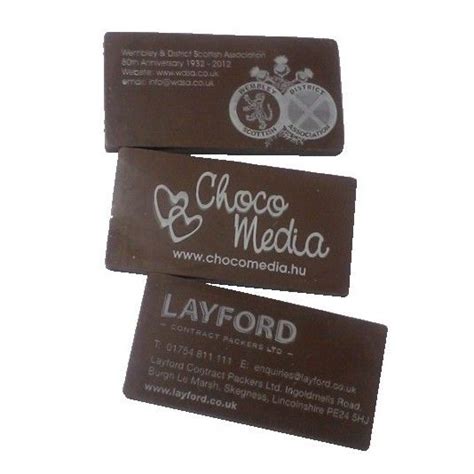 Wembley & District Scottish Association
80th Anniversary 1932 - 2012
Website: www.wdsa.co.uk
email: info@wdsa.co.uk
WEMBLEY DISTRICT
SCOTTISH ASSOCIATION
Choco
Media
www.chocomedia.hu
LAYFORD
CONTRACT PACKERS LTD
T: 01754 811 111 E: enquiries@layford.co.uk
Layford Contract Packers Ltd. Ingoldmells Road,
Burgh Le Marsh, Skegness, Lincolnshire PE24 5HJ
www.layford.co.uk